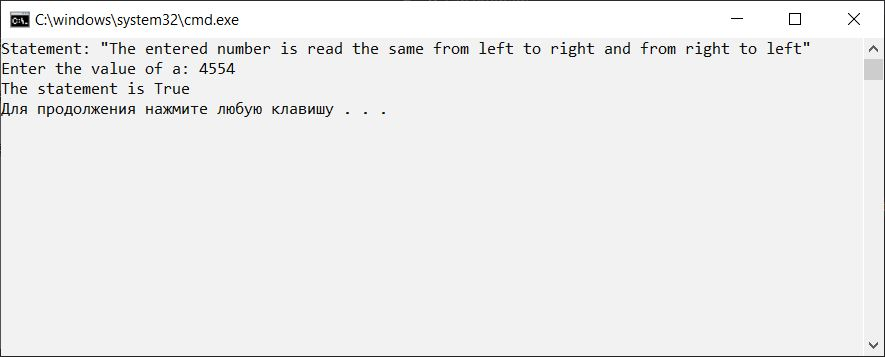 C:\windows\system32\cmd.exe
Statement: "The entered number is read the same from left to right and from right to left"
Enter the value of a: 4554
The statement is True
Для продолжения нажмите любую клавишу . . .